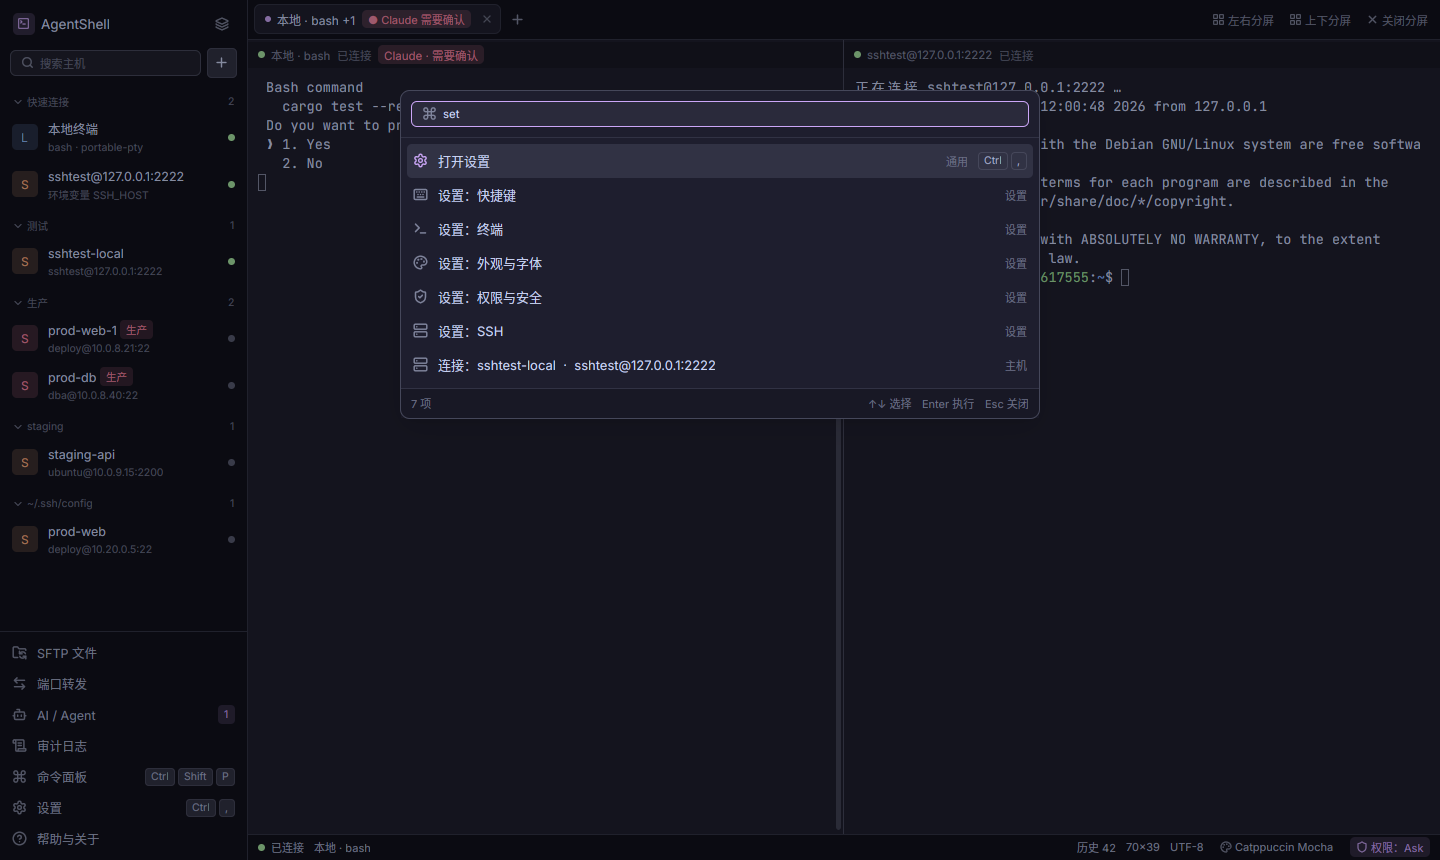 AgentShell
搜索主机
快速连接 2
L 本地终端
bash · portable-pty
S sshtest@127.0.0.1:2222
环境变量 SSH_HOST
测试 1
S sshtest-local
sshtest@127.0.0.1:2222
生产 2
S prod-web-1 生产
deploy@10.0.8.21:22
S prod-db 生产
dba@10.0.8.40:22
staging 1
S staging-api
ubuntu@10.0.9.15:2200
~/.ssh/config 1
S prod-web
deploy@10.20.0.5:22
SFTP 文件
端口转发
AI / Agent 1
审计日志
命令面板 Ctrl Shift P
设置 Ctrl ,
帮助与关于
本地 · bash +1 Claude 需要确认
左右分屏 上下分屏 关闭分屏
本地 · bash 已连接 Claude · 需要确认
Bash command
cargo test --re
Do you want to pr
❯ 1. Yes
2. No
sshtest@127.0.0.1:2222 已连接
正在连接 sshtest@127.0.0.1:2222 …
12:00:48 2026 from 127.0.0.1
ith the Debian GNU/Linux system are free softwa
terms for each program are described in the
r/share/doc/*/copyright.
with ABSOLUTELY NO WARRANTY, to the extent
law.
617555:~$
set
打开设置 通用 Ctrl ,
设置：快捷键 设置
设置：终端 设置
设置：外观与字体 设置
设置：权限与安全 设置
设置：SSH 设置
连接：sshtest-local · sshtest@127.0.0.1:2222 主机
7 项 ↑↓ 选择 Enter 执行 Esc 关闭
已连接 本地 · bash
历史 42 70×39 UTF-8 Catppuccin Mocha 权限：Ask